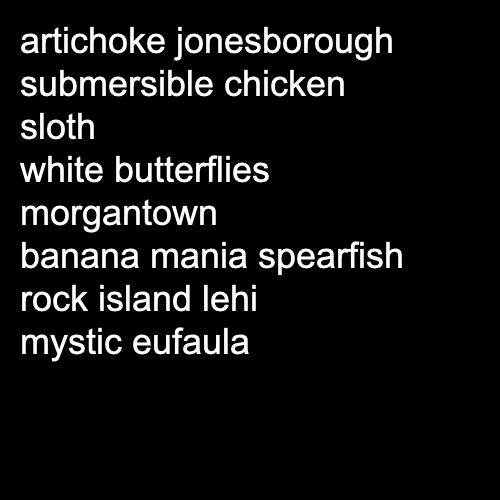 artichoke jonesborough
submersible chicken
sloth
white butterflies
morgantown
banana mania spearfish
rock island lehi
mystic eufaula